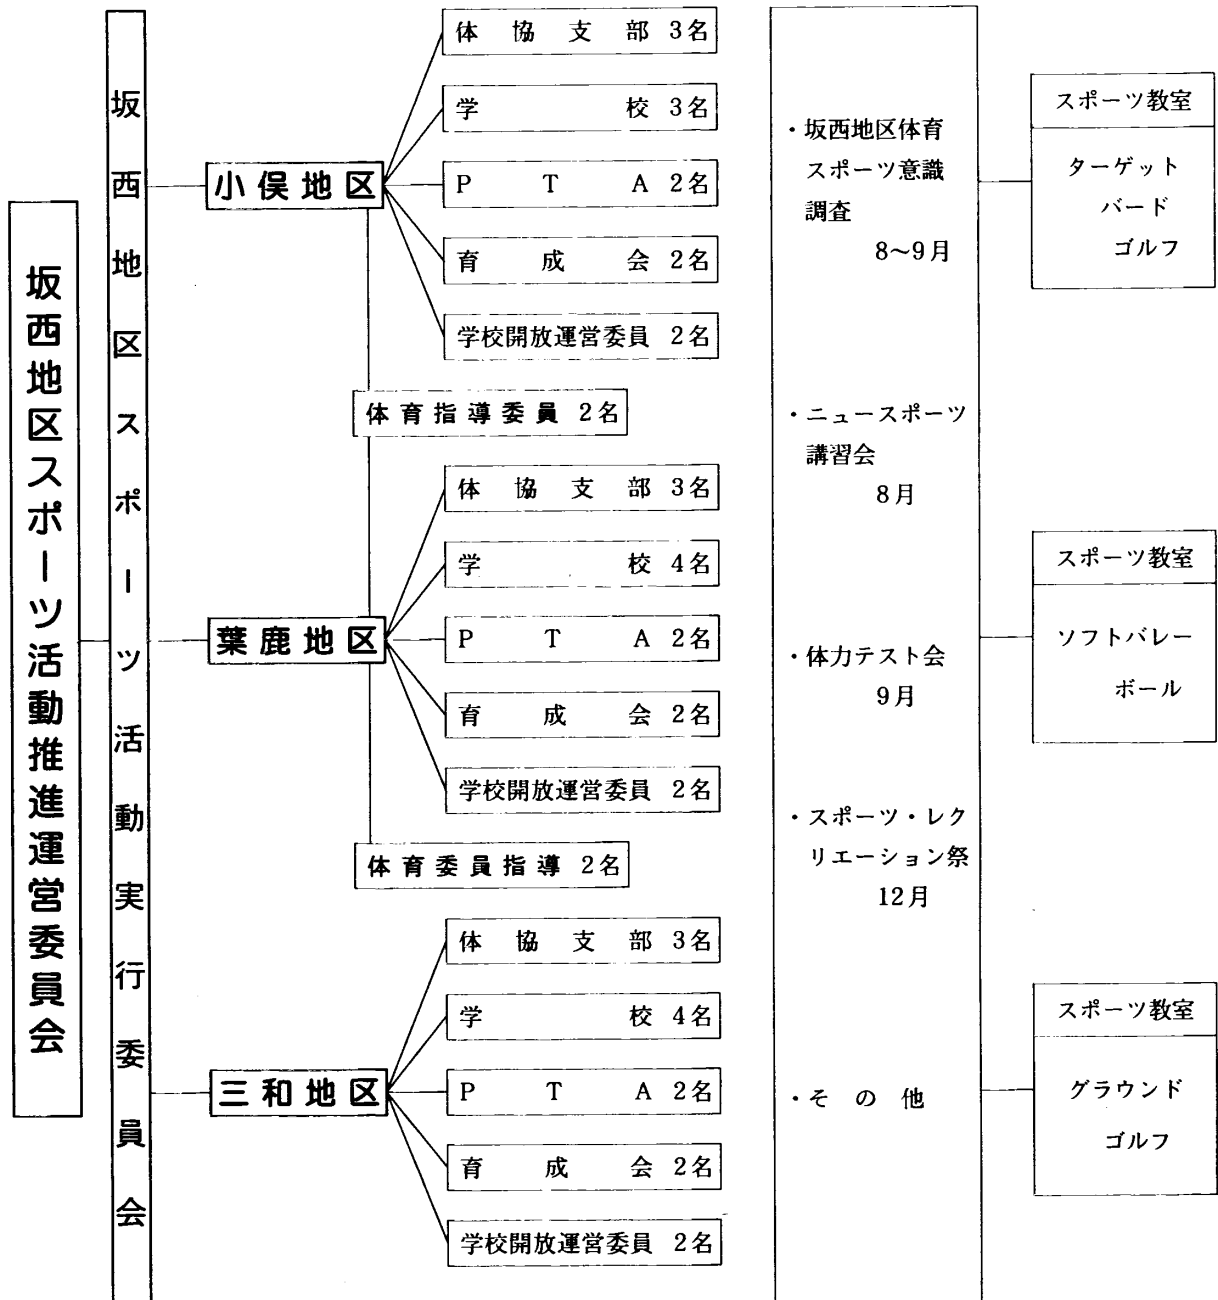 坂西地区スポーツ活動推進運営委員会
坂西地区スポーツ活動実行委員会
小俣地区
体協支部 3名
学校 3名
PTA 2名
育成会 2名
学校開放運営委員 2名
体育指導委員 2名
葉鹿地区
体協支部 3名
学校 4名
PTA 2名
育成会 2名
学校開放運営委員 2名
体育委員指導 2名
三和地区
体協支部 3名
学校 4名
PTA 2名
育成会 2名
学校開放運営委員 2名
・坂西地区体育
スポーツ意識
調査
8~9月
・ニュースポーツ
講習会
8月
・体力テスト会
9月
・スポーツ・レク
リエーション祭
12月
・その他
スポーツ教室
ターゲット
バード
ゴルフ
スポーツ教室
ソフトバレー
ボール
スポーツ教室
グラウンド
ゴルフ